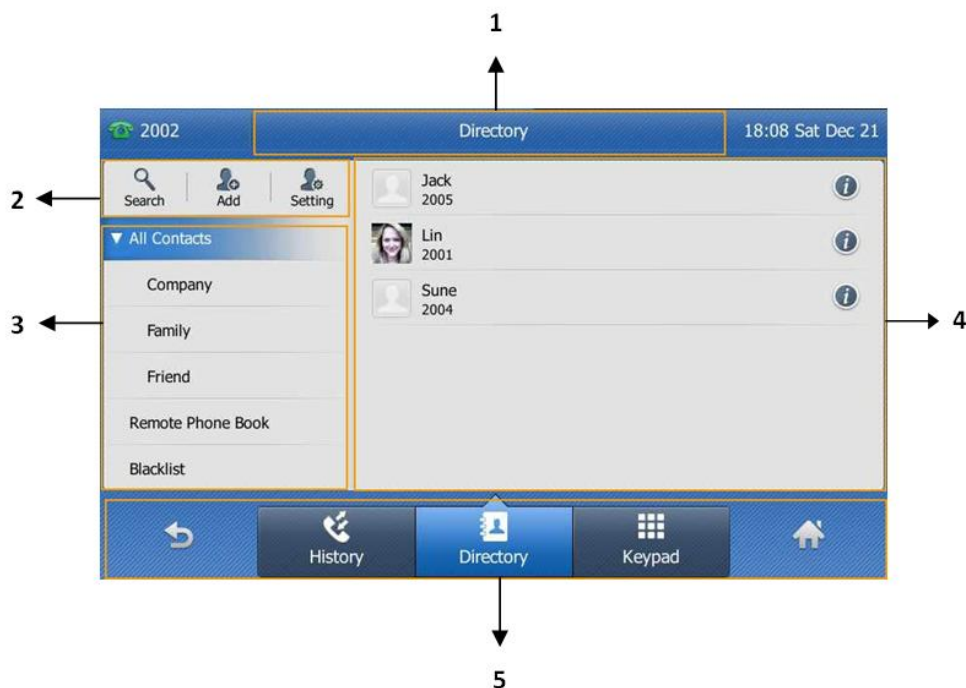 1
2002
Directory
18:08 Sat Dec 21
2
Search
Add
Setting
All Contacts
Company
Family
Friend
Remote Phone Book
Blacklist
3
Jack
2005
Lin
2001
Sune
2004
4
History
Directory
Keypad
5